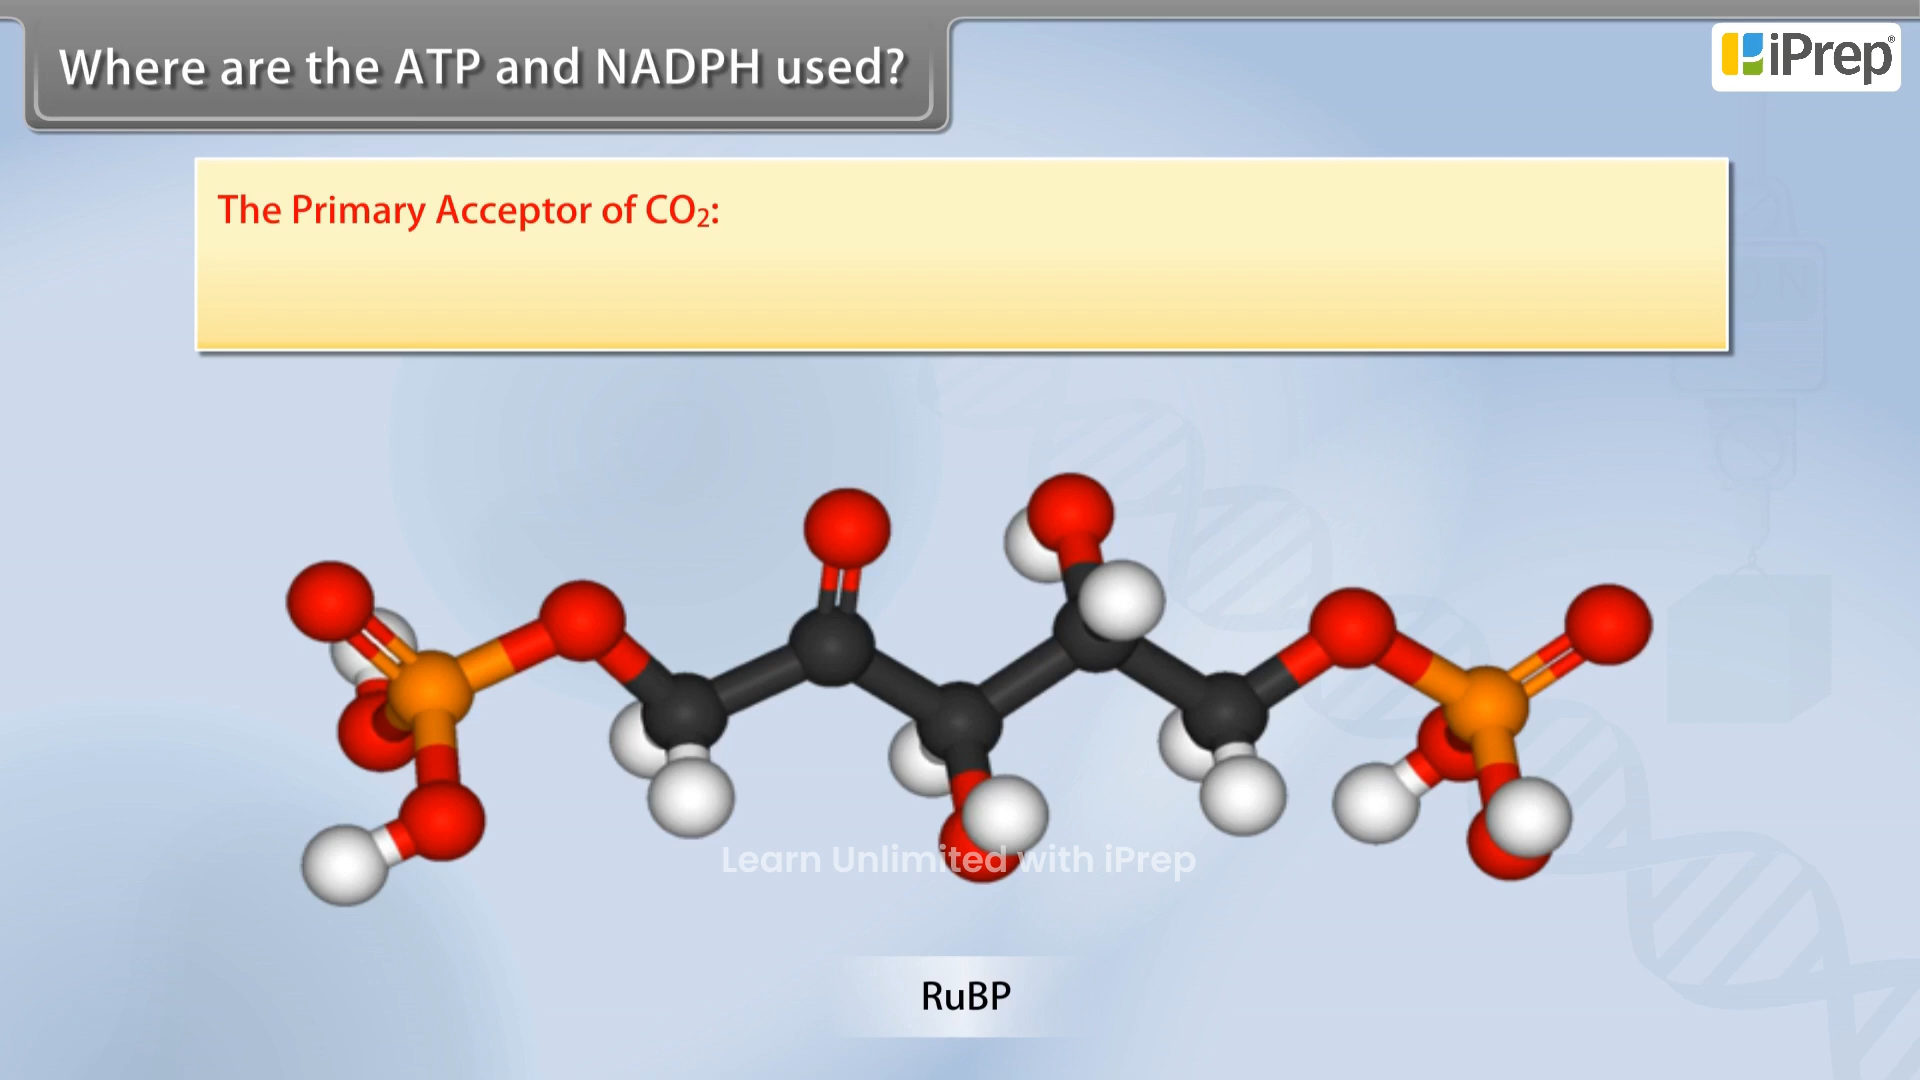 Where are the ATP and NADPH used?
iPrep®
The Primary Acceptor of CO₂:
Learn Unlimited with iPrep
RuBP